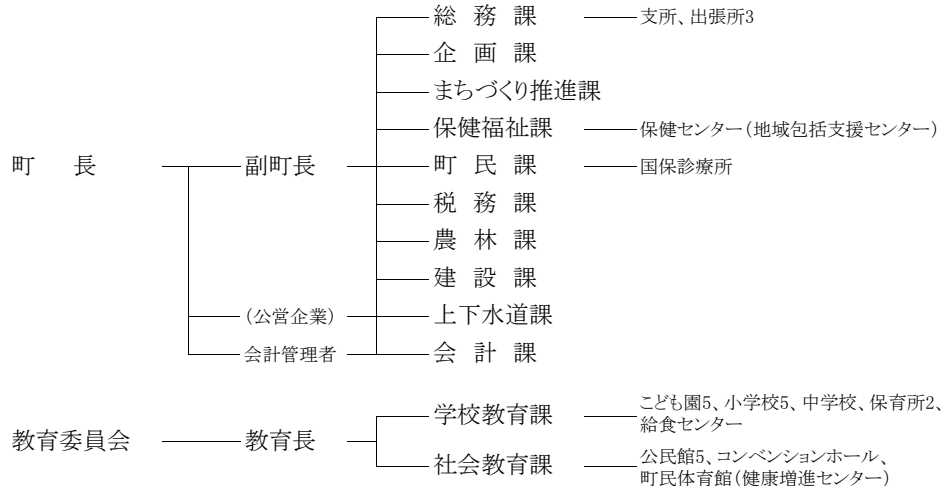 総務課 支所、出張所3
企画課
まちづくり推進課
保健福祉課 保健センター(地域包括支援センター)
町長 副町長 町民課 国保診療所
税務課
農林課
建設課
(公営企業) 上下水道課
会計管理者 会計課
教育委員会 教育長
学校教育課 こども園5、小学校5、中学校、保育所2、
給食センター
社会教育課 公民館5、コンベンションホール、
町民体育館(健康増進センター)